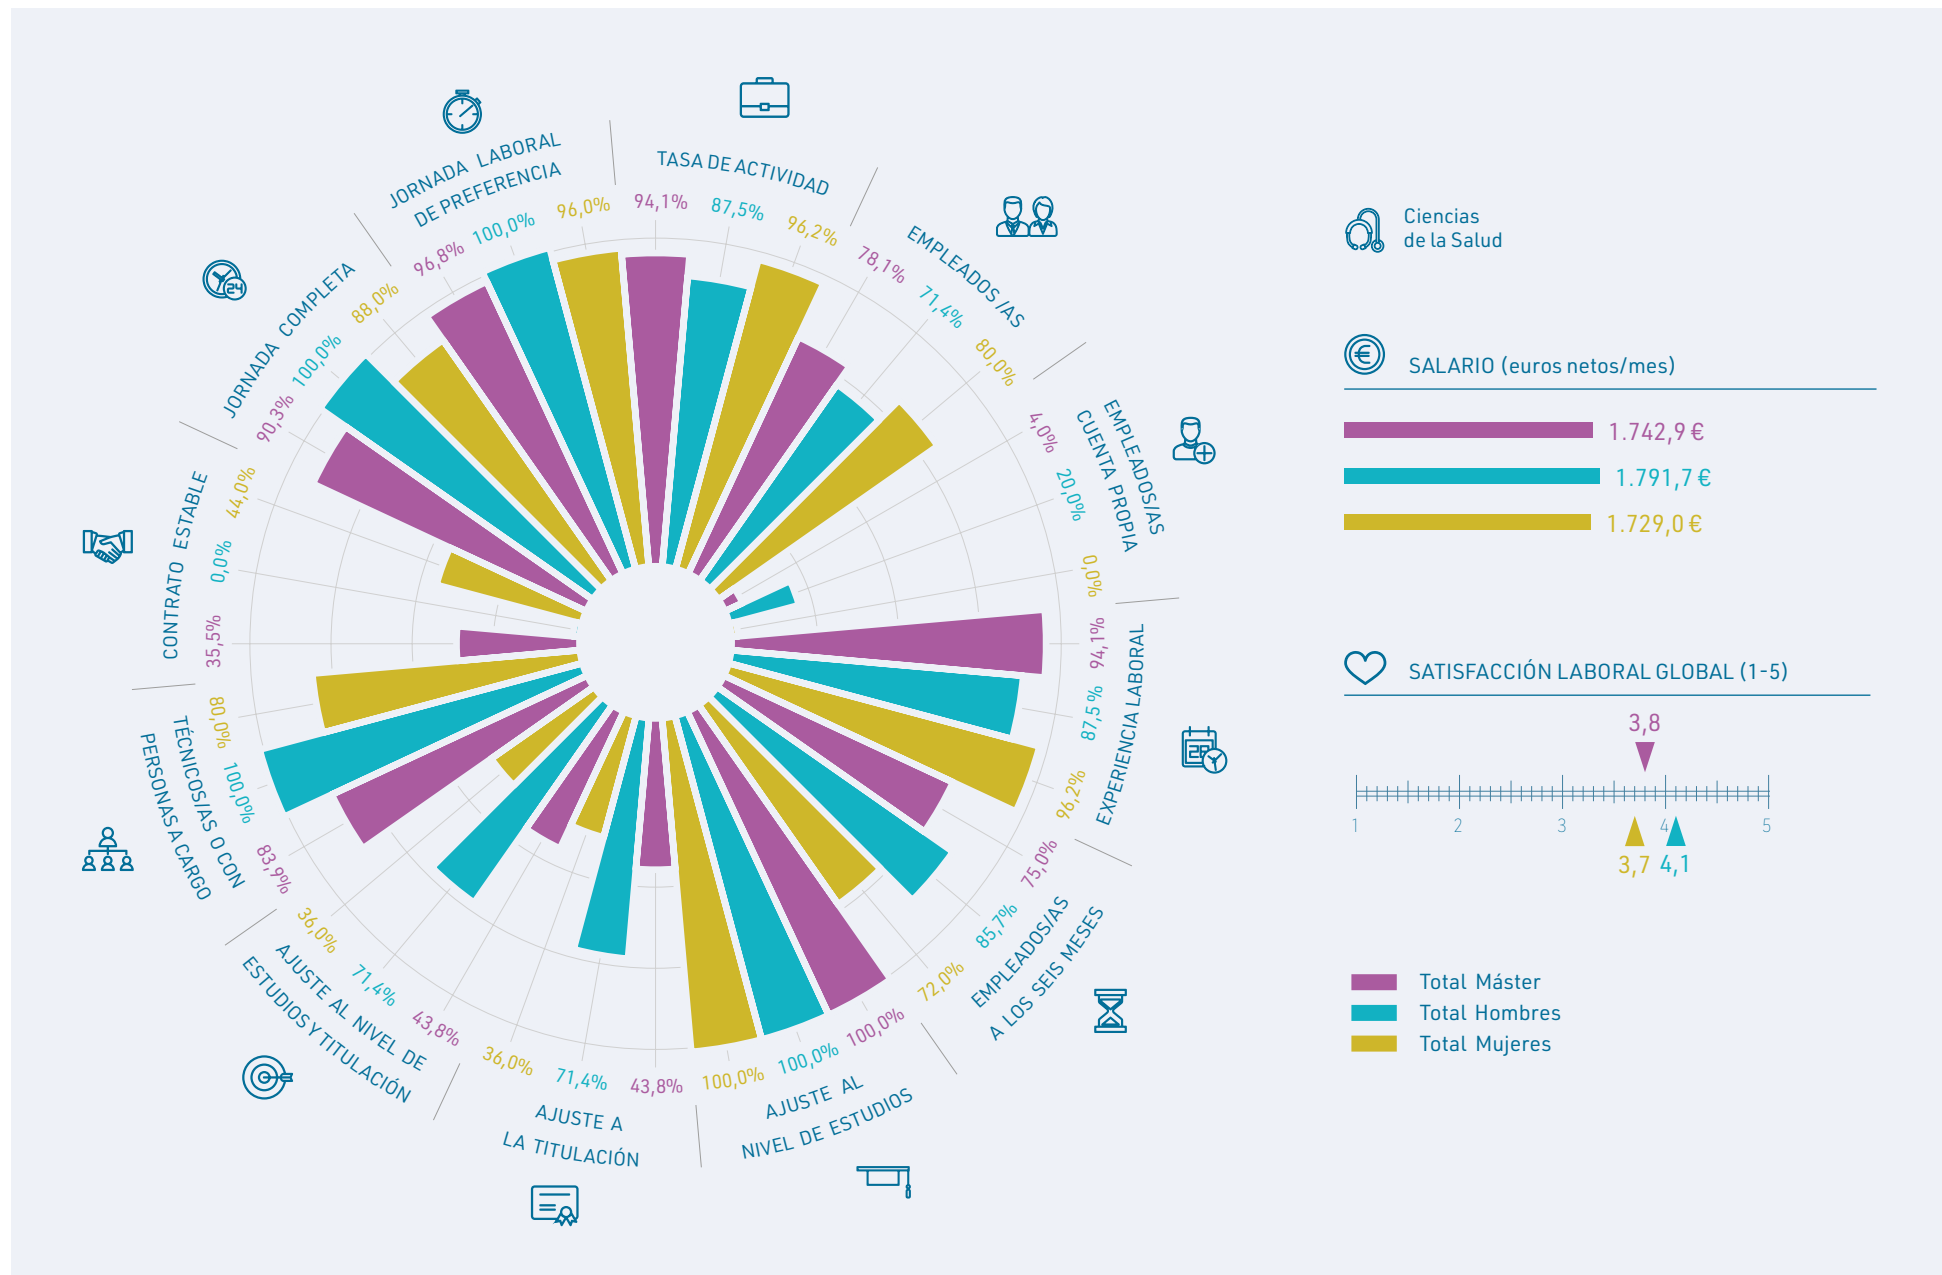 TASA DE ACTIVIDAD
94,1%
87,5%
96,2%
EMPLEADOS /AS
78,1%
71,4%
80,0%
EMPLEADOS/AS
CUENTA PROPIA
4,0%
20,0%
0,0%
EXPERIENCIA LABORAL
94,1%
87,5%
96,2%
28
EMPLEADOS/AS
A LOS SEIS MESES
75,0%
85,7%
72,0%
AJUSTE AL
NIVEL DE ESTUDIOS
100,0%
100,0%
100,0%
AJUSTE A
LA TITULACIÓN
43,8%
71,4%
36,0%
AJUSTE AL NIVEL DE
ESTUDIOS Y TITULACIÓN
43,8%
71,4%
36,0%
TÉCNICOS/AS O CON
PERSONAS A CARGO
83,9%
100,0%
80,0%
CONTRATO ESTABLE
35,5%
0,0%
44,0%
JORNADA COMPLETA
90,3%
100,0%
88,0%
24
JORNADA LABORAL
DE PREFERENCIA
96,8%
100,0%
96,0%
Ciencias
de la Salud
€
SALARIO (euros netos/mes)
1.742,9 €
1.791,7 €
1.729,0 €
SATISFACCIÓN LABORAL GLOBAL (1-5)
3,8
1 2 3 4 5
3,7 4,1
Total Máster
Total Hombres
Total Mujeres